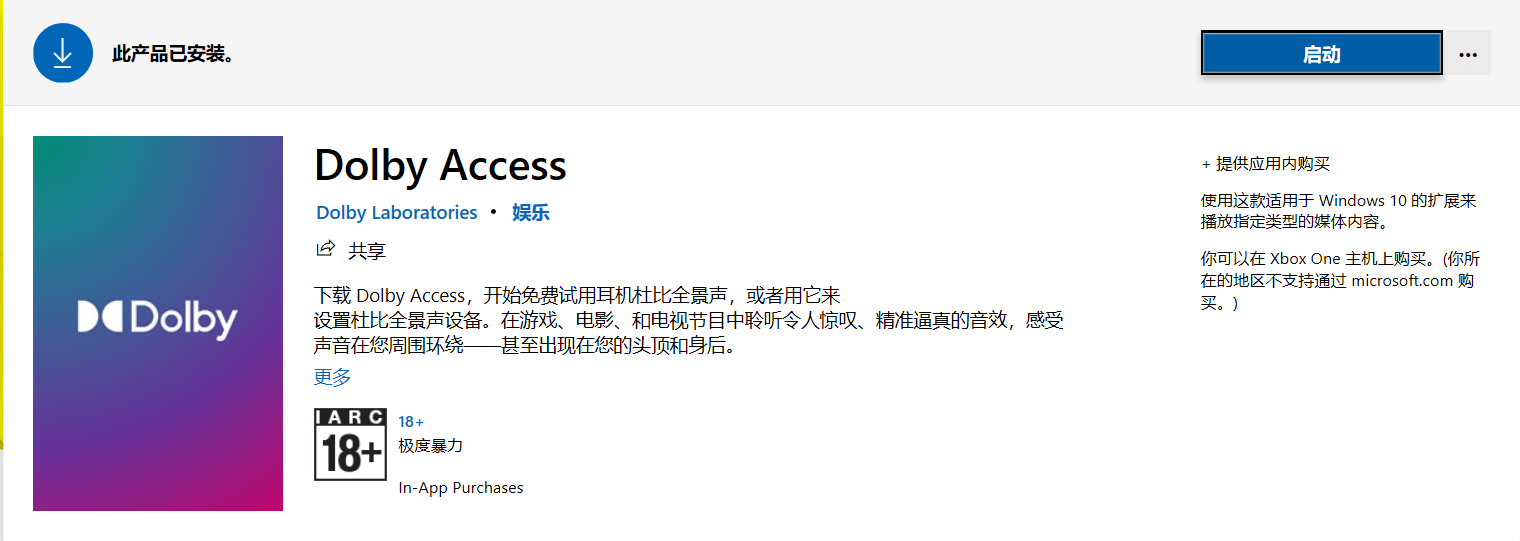 此产品已安装。
启动
...
Dolby
Dolby Access
Dolby Laboratories • 娱乐
共享
下载 Dolby Access，开始免费试用耳机杜比全景声，或者用它来
设置杜比全景声设备。在游戏、电影、和电视节目中聆听令人惊叹、精准逼真的音效，感受
声音在您周围环绕——甚至出现在您的头顶和身后。
更多
IARC
18+
18+
极度暴力
In-App Purchases
+ 提供应用内购买
使用这款适用于 Windows 10 的扩展来
播放指定类型的媒体内容。
你可以在 Xbox One 主机上购买。(你所
在的地区不支持通过 microsoft.com 购
买。)